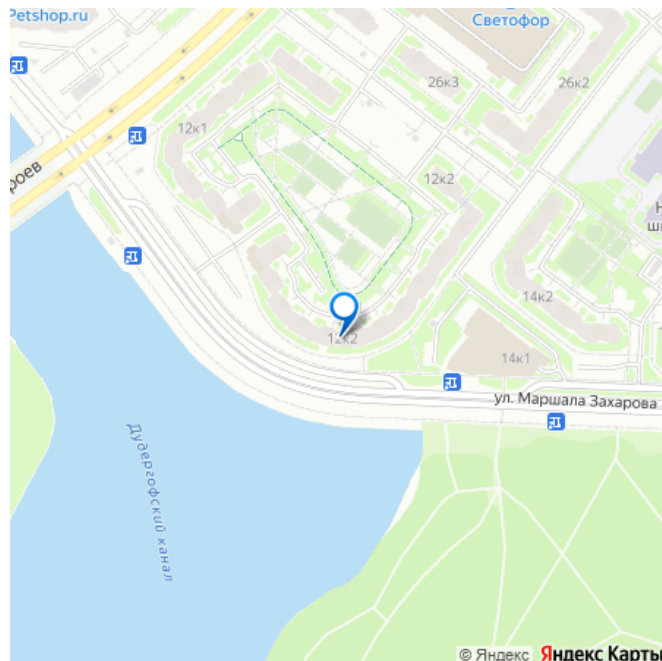 Petshop.ru
Светофор
26к3
26к2
12к1
роев
12к2
Н
ш
14к2
12к2
14к1
ул. Маршала Захарова
Дудергофский канал
© Яндекс Яндекс Карты